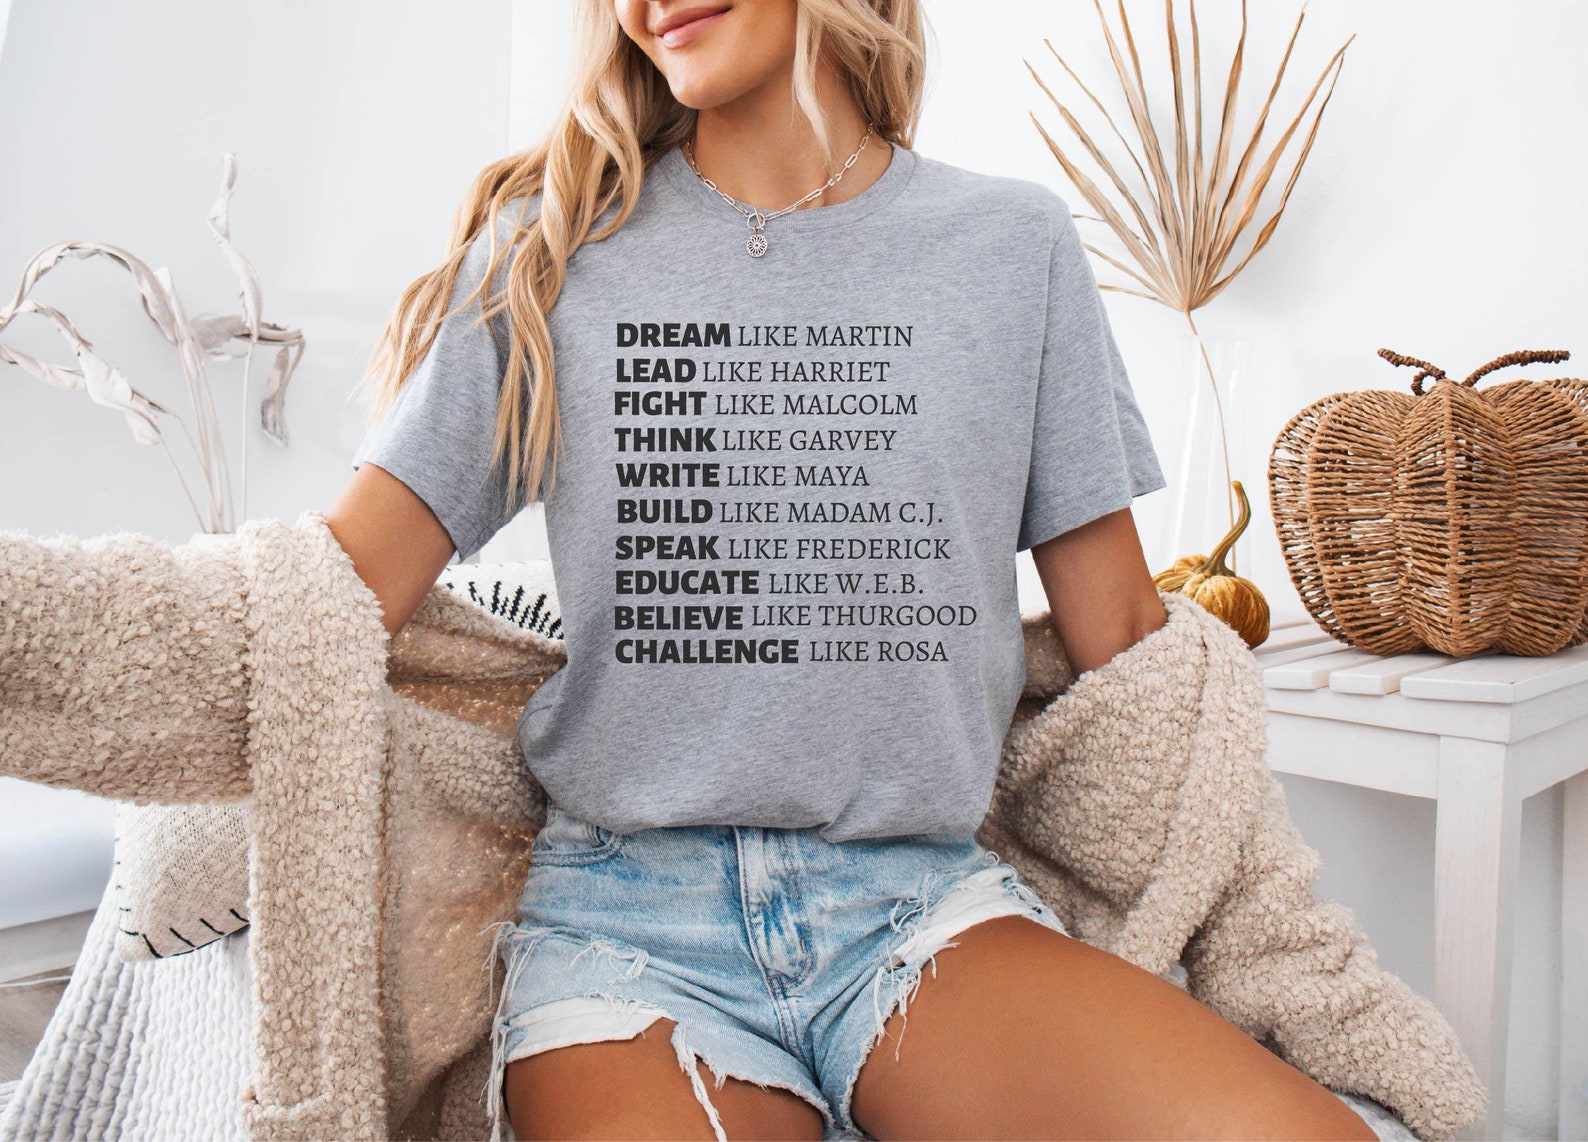 DREAM LIKE MARTIN
LEAD LIKE HARRIET
FIGHT LIKE MALCOLM
THINK LIKE GARVEY
WRITE LIKE MAYA
BUILD LIKE MADAM C.J.
SPEAK LIKE FREDERICK
EDUCATE LIKE W.E.B.
BELIEVE LIKE THURGOOD
CHALLENGE LIKE ROSA